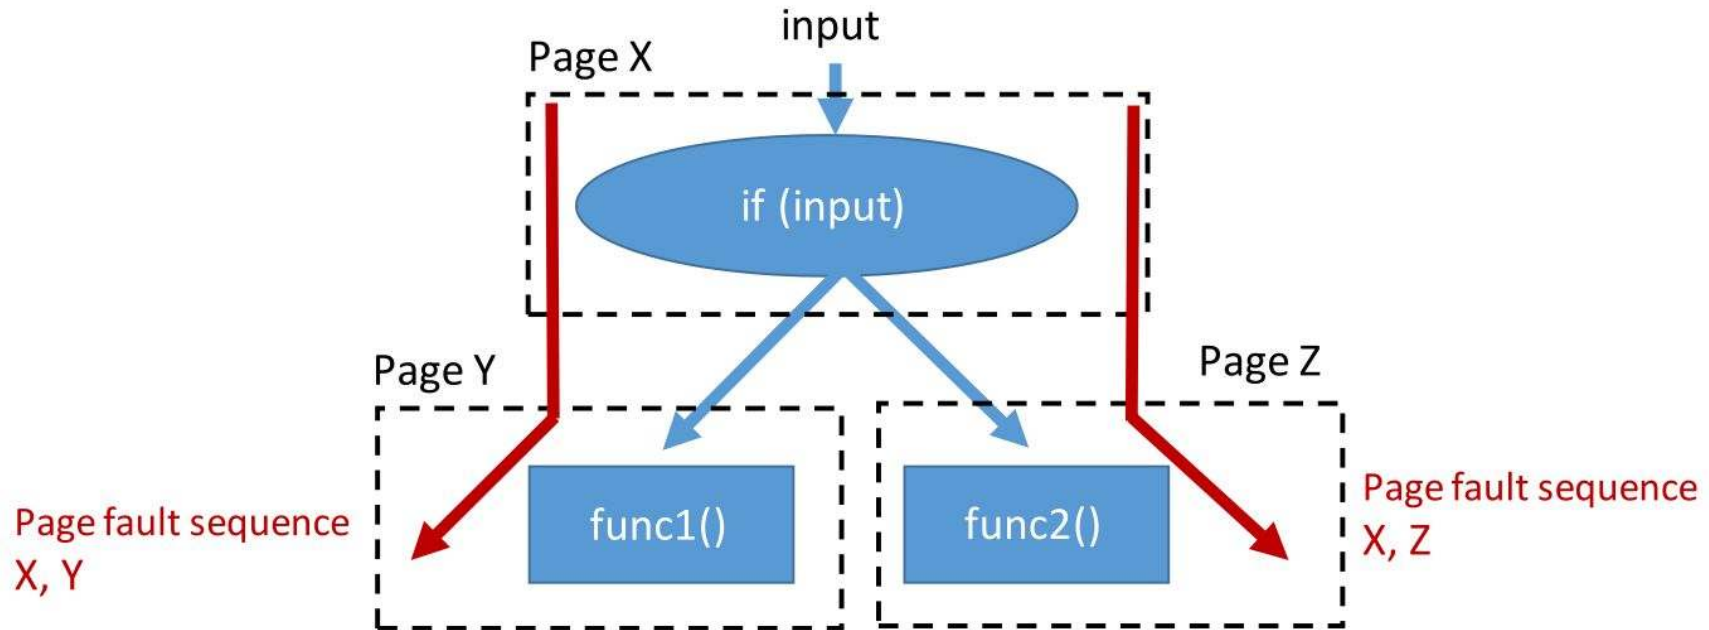 input
Page X
if (input)
Page Y
Page Z
func1()
func2()
Page fault sequence
X, Y
Page fault sequence
X, Z